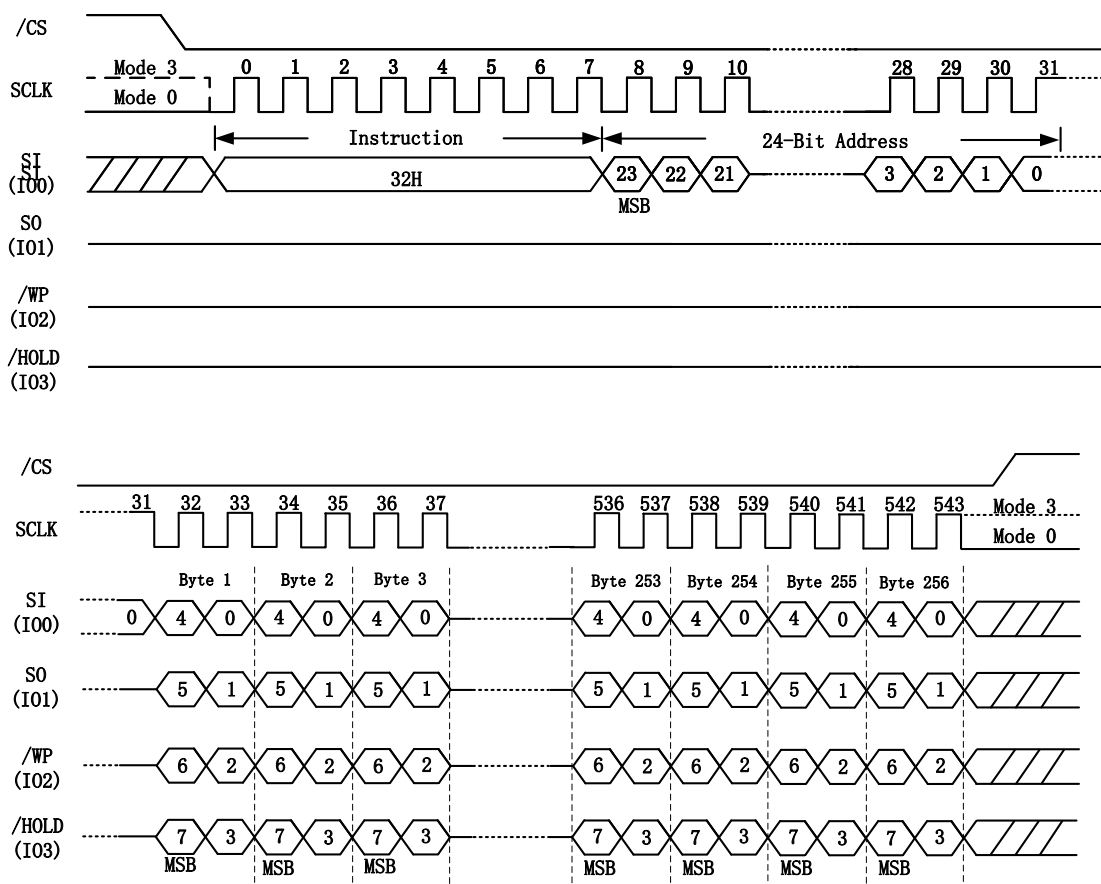 /CS
Mode 3
0 1 2 3 4 5 6 7 8 9 10 28 29 30 31
SCLK
Mode 0
Instruction
24-Bit Address
SI
SI
(IO0)
32H
23 22 21 3 2 1 0
MSB
SO
(IO1)
/WP
(IO2)
/HOLD
(IO3)
/CS
31 32 33 34 35 36 37 536 537 538 539 540 541 542 543 Mode 3
SCLK
Mode 0
Byte 1 Byte 2 Byte 3 Byte 253 Byte 254 Byte 255 Byte 256
SI
(IO0)
0 4 0 4 0 4 0 4 0 4 0 4 0 4 0
SO
(IO1)
5 1 5 1 5 1 5 1 5 1 5 1 5 1
/WP
(IO2)
6 2 6 2 6 2 6 2 6 2 6 2 6 2
/HOLD
(IO3)
7 3 7 3 7 3 7 3 7 3 7 3 7 3
MSB MSB MSB MSB MSB MSB MSB